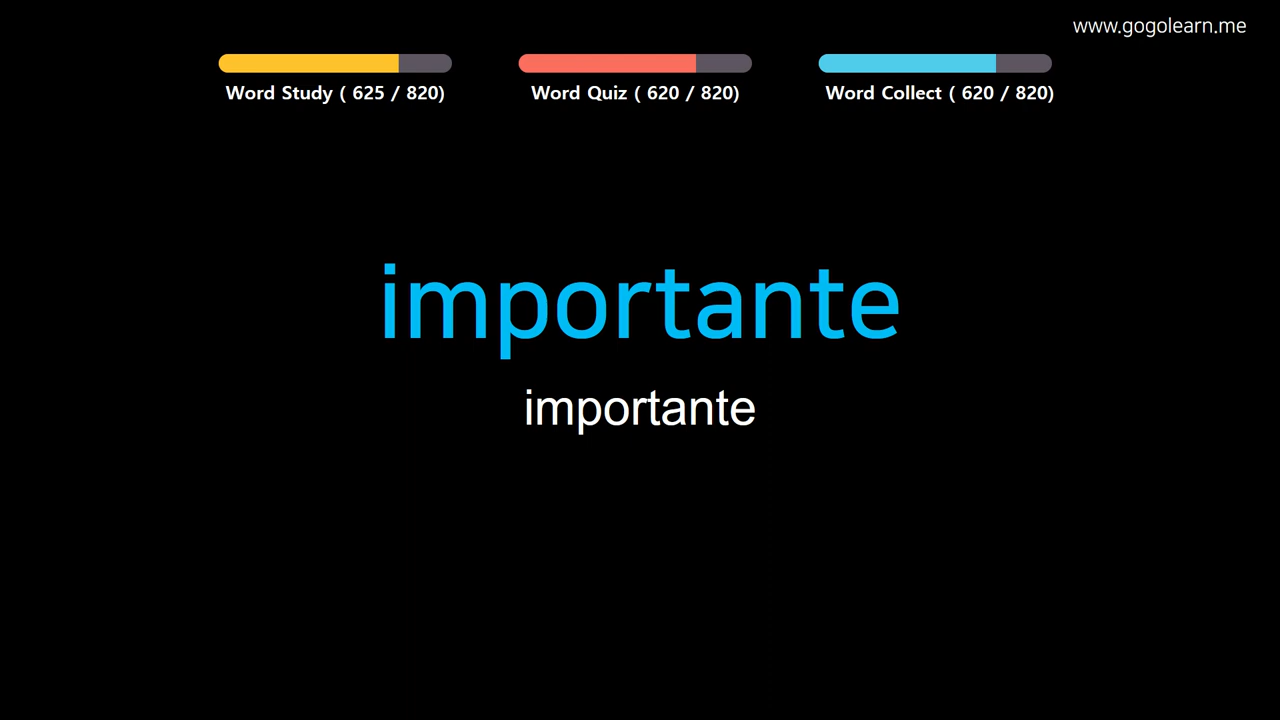 www.gogolearn.me
Word Study ( 625 / 820)
Word Quiz ( 620 / 820)
Word Collect ( 620 / 820)
importante
importante